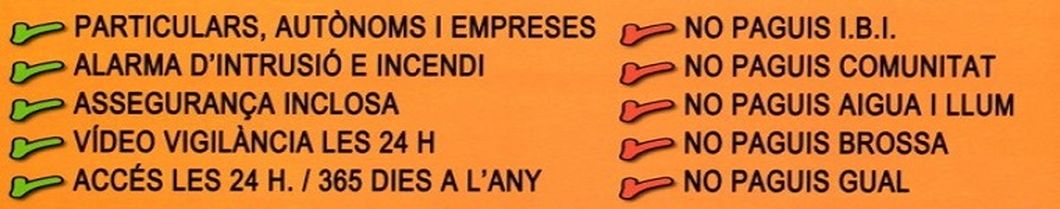 PARTICULARS, AUTÒNOMS I EMPRESES
ALARMA D'INTRUSIÓ E INCENDI
ASSEGURANÇA INCLOSA
VÍDEO VIGILÀNCIA LES 24 H
ACCÉS LES 24 H. / 365 DIES A L'ANY
NO PAGUIS I.B.I.
NO PAGUIS COMUNITAT
NO PAGUIS AIGUA I LLUM
NO PAGUIS BROSSA
NO PAGUIS GUAL